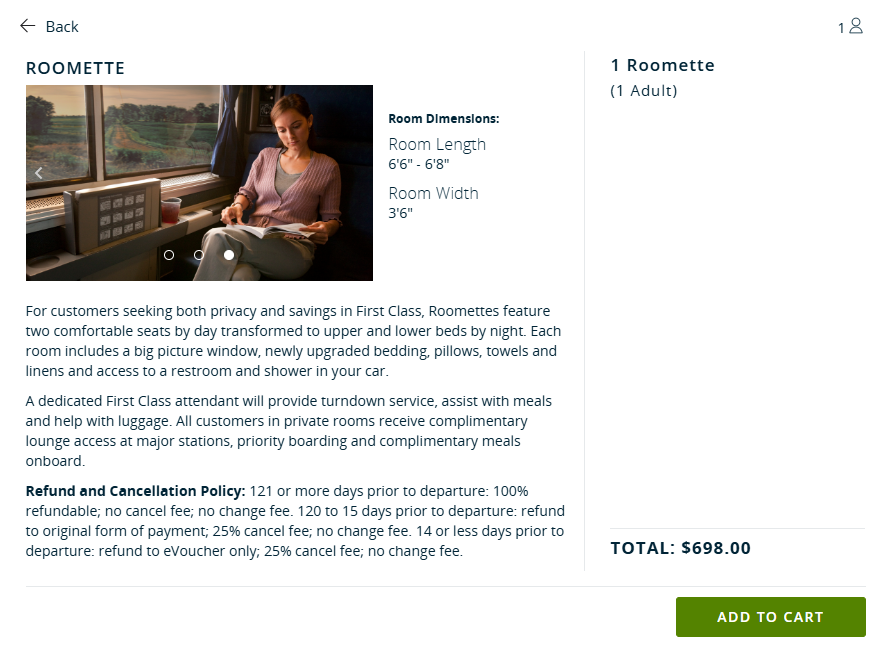 Back
1
ROOMETTE
Room Dimensions:
Room Length
6'6" - 6'8"
Room Width
3'6"
For customers seeking both privacy and savings in First Class, Roomettes feature
two comfortable seats by day transformed to upper and lower beds by night. Each
room includes a big picture window, newly upgraded bedding, pillows, towels and
linens and access to a restroom and shower in your car.
A dedicated First Class attendant will provide turndown service, assist with meals
and help with luggage. All customers in private rooms receive complimentary
lounge access at major stations, priority boarding and complimentary meals
onboard.
Refund and Cancellation Policy: 121 or more days prior to departure: 100%
refundable; no cancel fee; no change fee. 120 to 15 days prior to departure: refund
to original form of payment; 25% cancel fee; no change fee. 14 or less days prior to
departure: refund to eVoucher only; 25% cancel fee; no change fee.
1 Roomette
(1 Adult)
TOTAL: $698.00
ADD TO CART